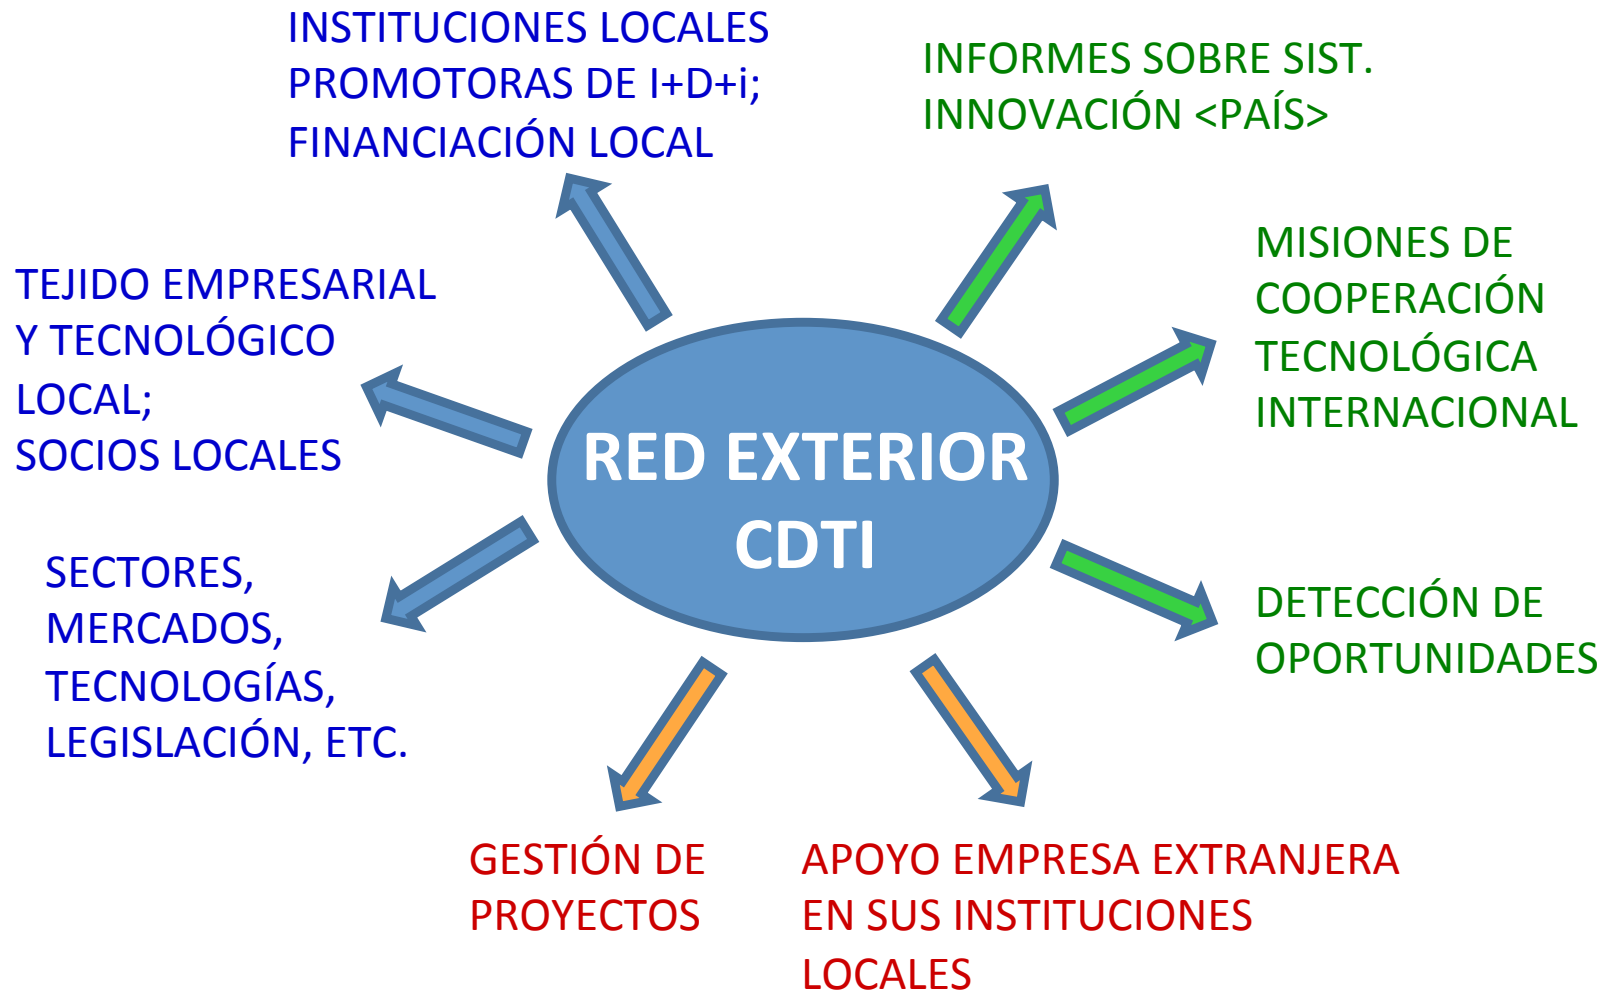 INSTITUCIONES LOCALES
PROMOTORAS DE I+D+i;
FINANCIACIÓN LOCAL
INFORMES SOBRE SIST.
INNOVACIÓN <PAÍS>
TEJIDO EMPRESARIAL
Y TECNOLÓGICO
LOCAL;
SOCIOS LOCALES
MISIONES DE
COOPERACIÓN
TECNOLÓGICA
INTERNACIONAL
RED EXTERIOR
CDTI
SECTORES,
MERCADOS,
TECNOLOGÍAS,
LEGISLACIÓN, ETC.
DETECCIÓN DE
OPORTUNIDADES
GESTIÓN DE
PROYECTOS
APOYO EMPRESA EXTRANJERA
EN SUS INSTITUCIONES
LOCALES